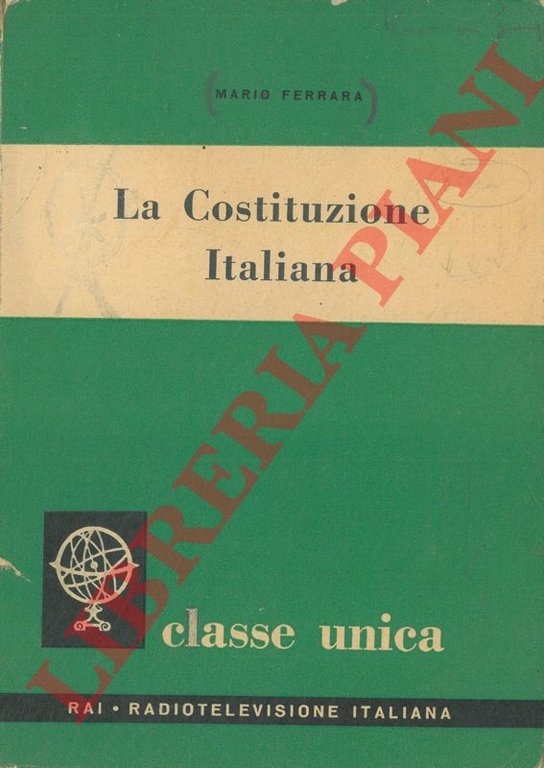 MARIO FERRARA
La Costituzione
Italiana
classe unica
RAI • RADIOTELEVISIONE ITALIANA
LIBRERIA PIANI